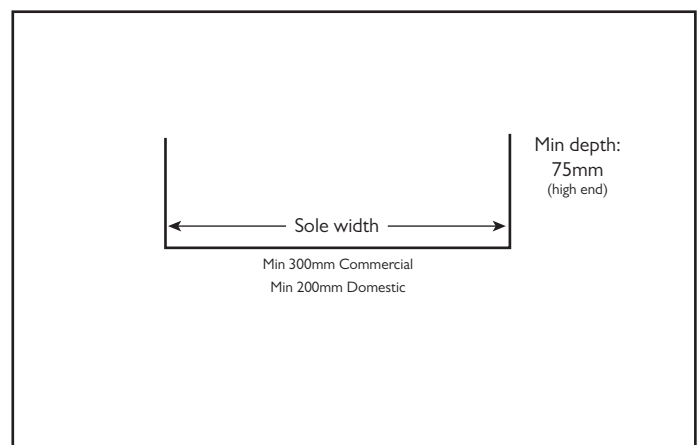 Min depth:
75mm
(high end)
Sole width
Min 300mm Commercial
Min 200mm Domestic